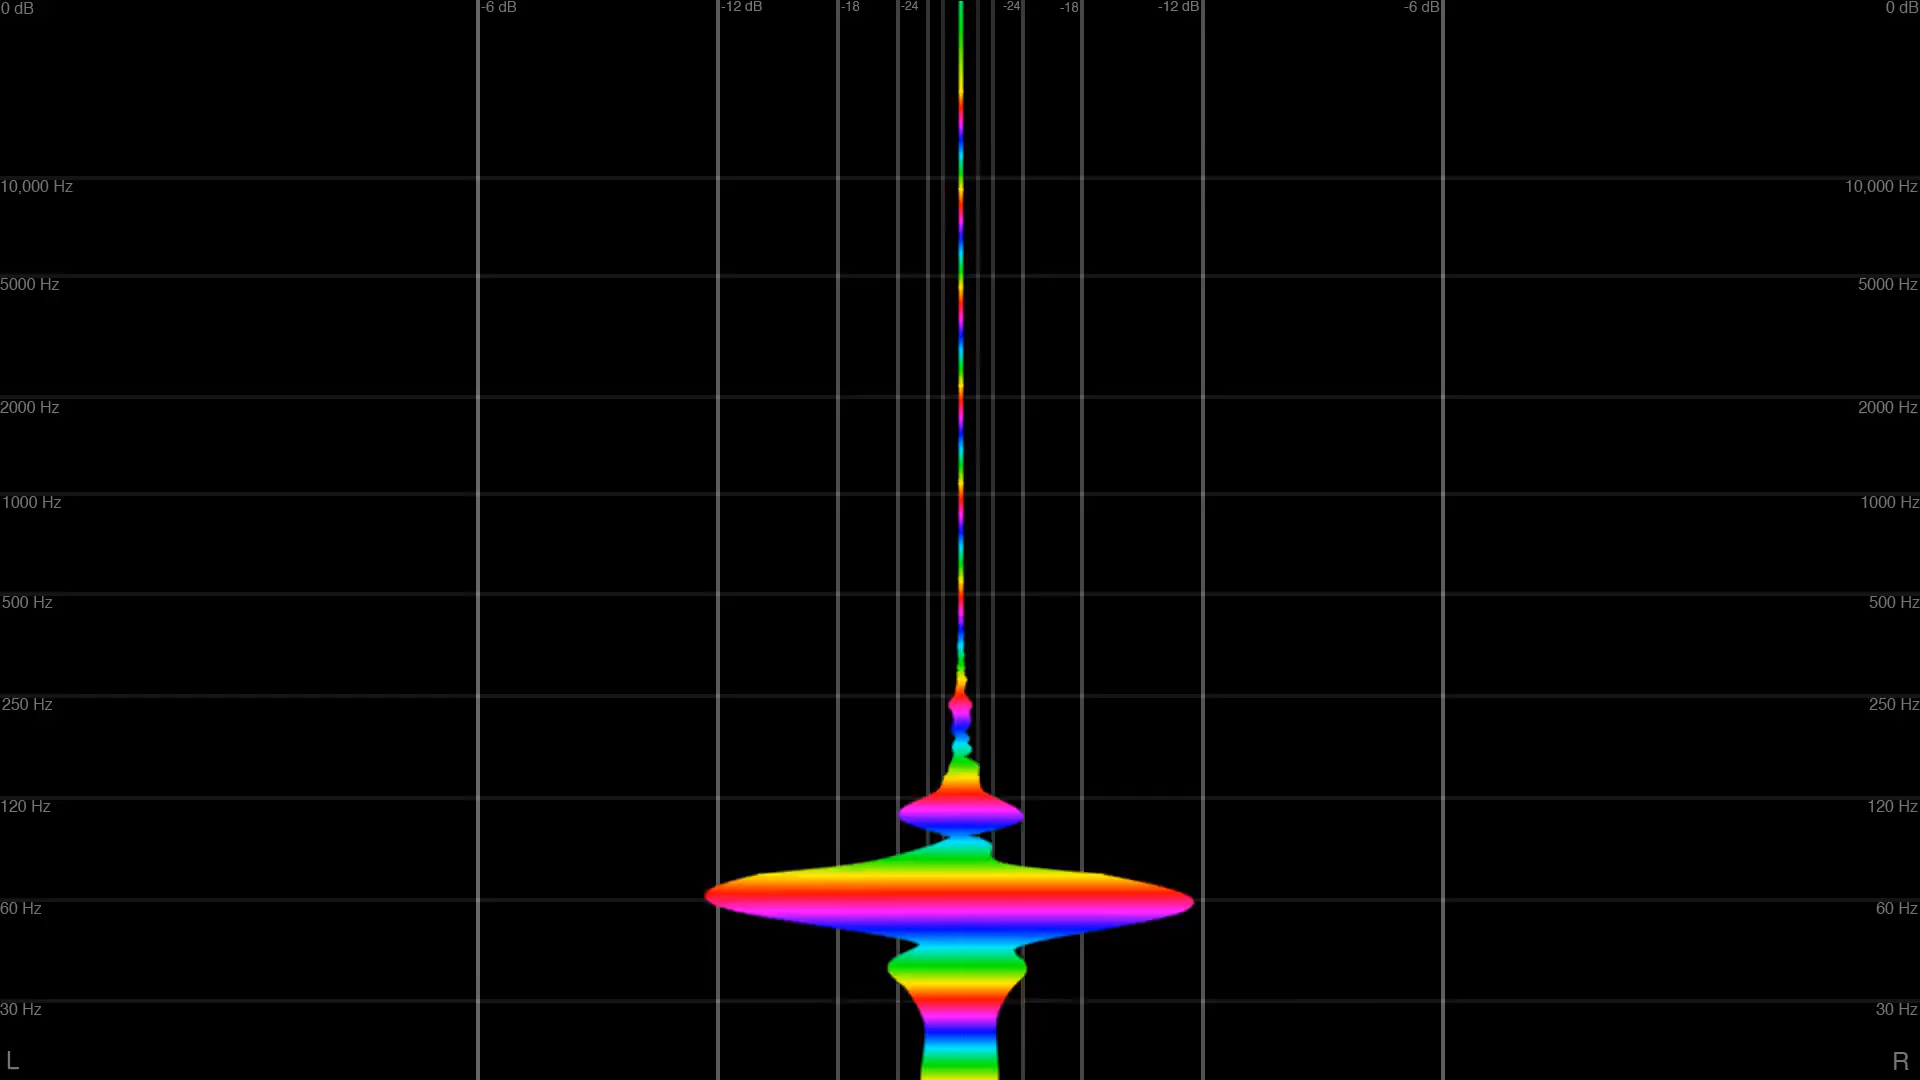 0 dB -6 dB -12 dB -18 -24 -24 -18 -12 dB -6 dB 0 dB
10,000 Hz 10,000 Hz
5000 Hz 5000 Hz
2000 Hz 2000 Hz
1000 Hz 1000 Hz
500 Hz 500 Hz
250 Hz 250 Hz
120 Hz 120 Hz
60 Hz 60 Hz
30 Hz 30 Hz
L R